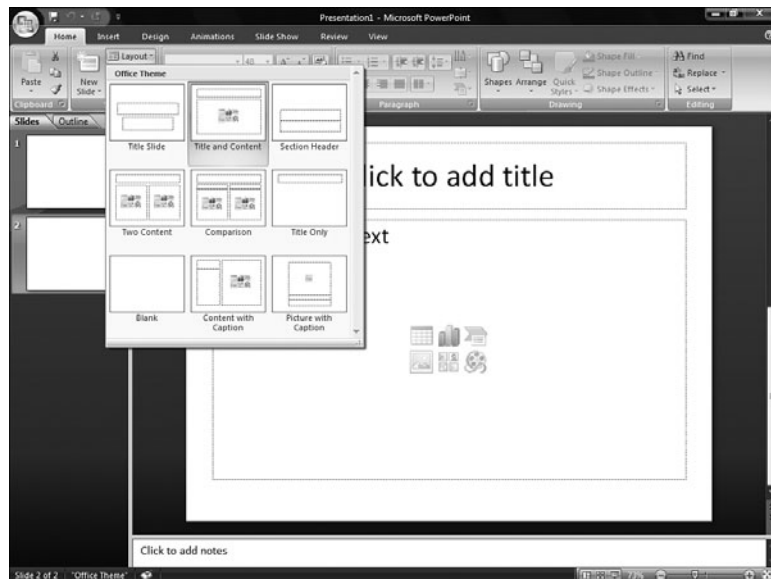 Presentation1 - Microsoft PowerPoint
Home Insert Design Animations Slide Show Review View
Layout
Paste
New Slide
Clipboard
Paragraph
Shapes Arrange Quick Styles
Shape Fill
Shape Outline
Shape Effects
Drawing
Find
Replace
Select
Editing
Slides Outline
Office Theme
Title Slide
Title and Content
Section Header
Two Content
Comparison
Title Only
Blank
Content with Caption
Picture with Caption
1
2
lick to add title
ext
Click to add notes
Slide 2 of 2 "Office Theme" 73%